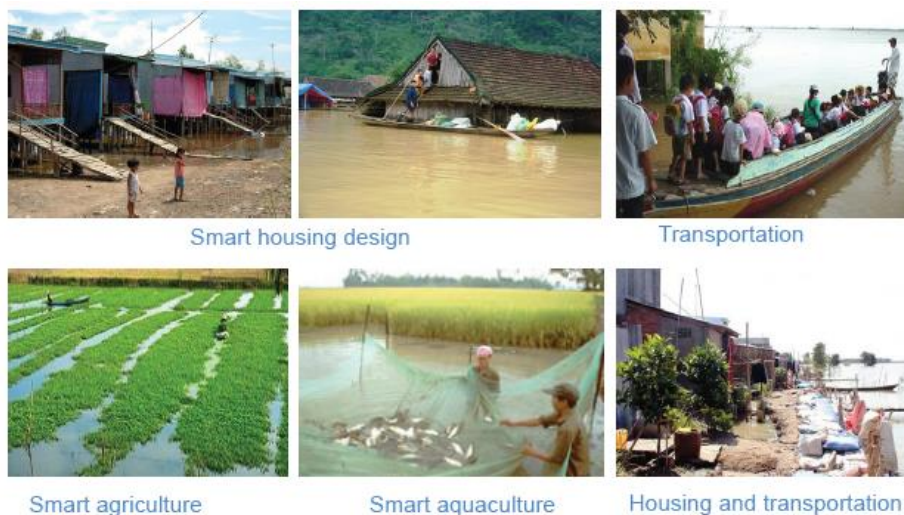 Smart housing design
Transportation
Smart agriculture
Smart aquaculture
Housing and transportation